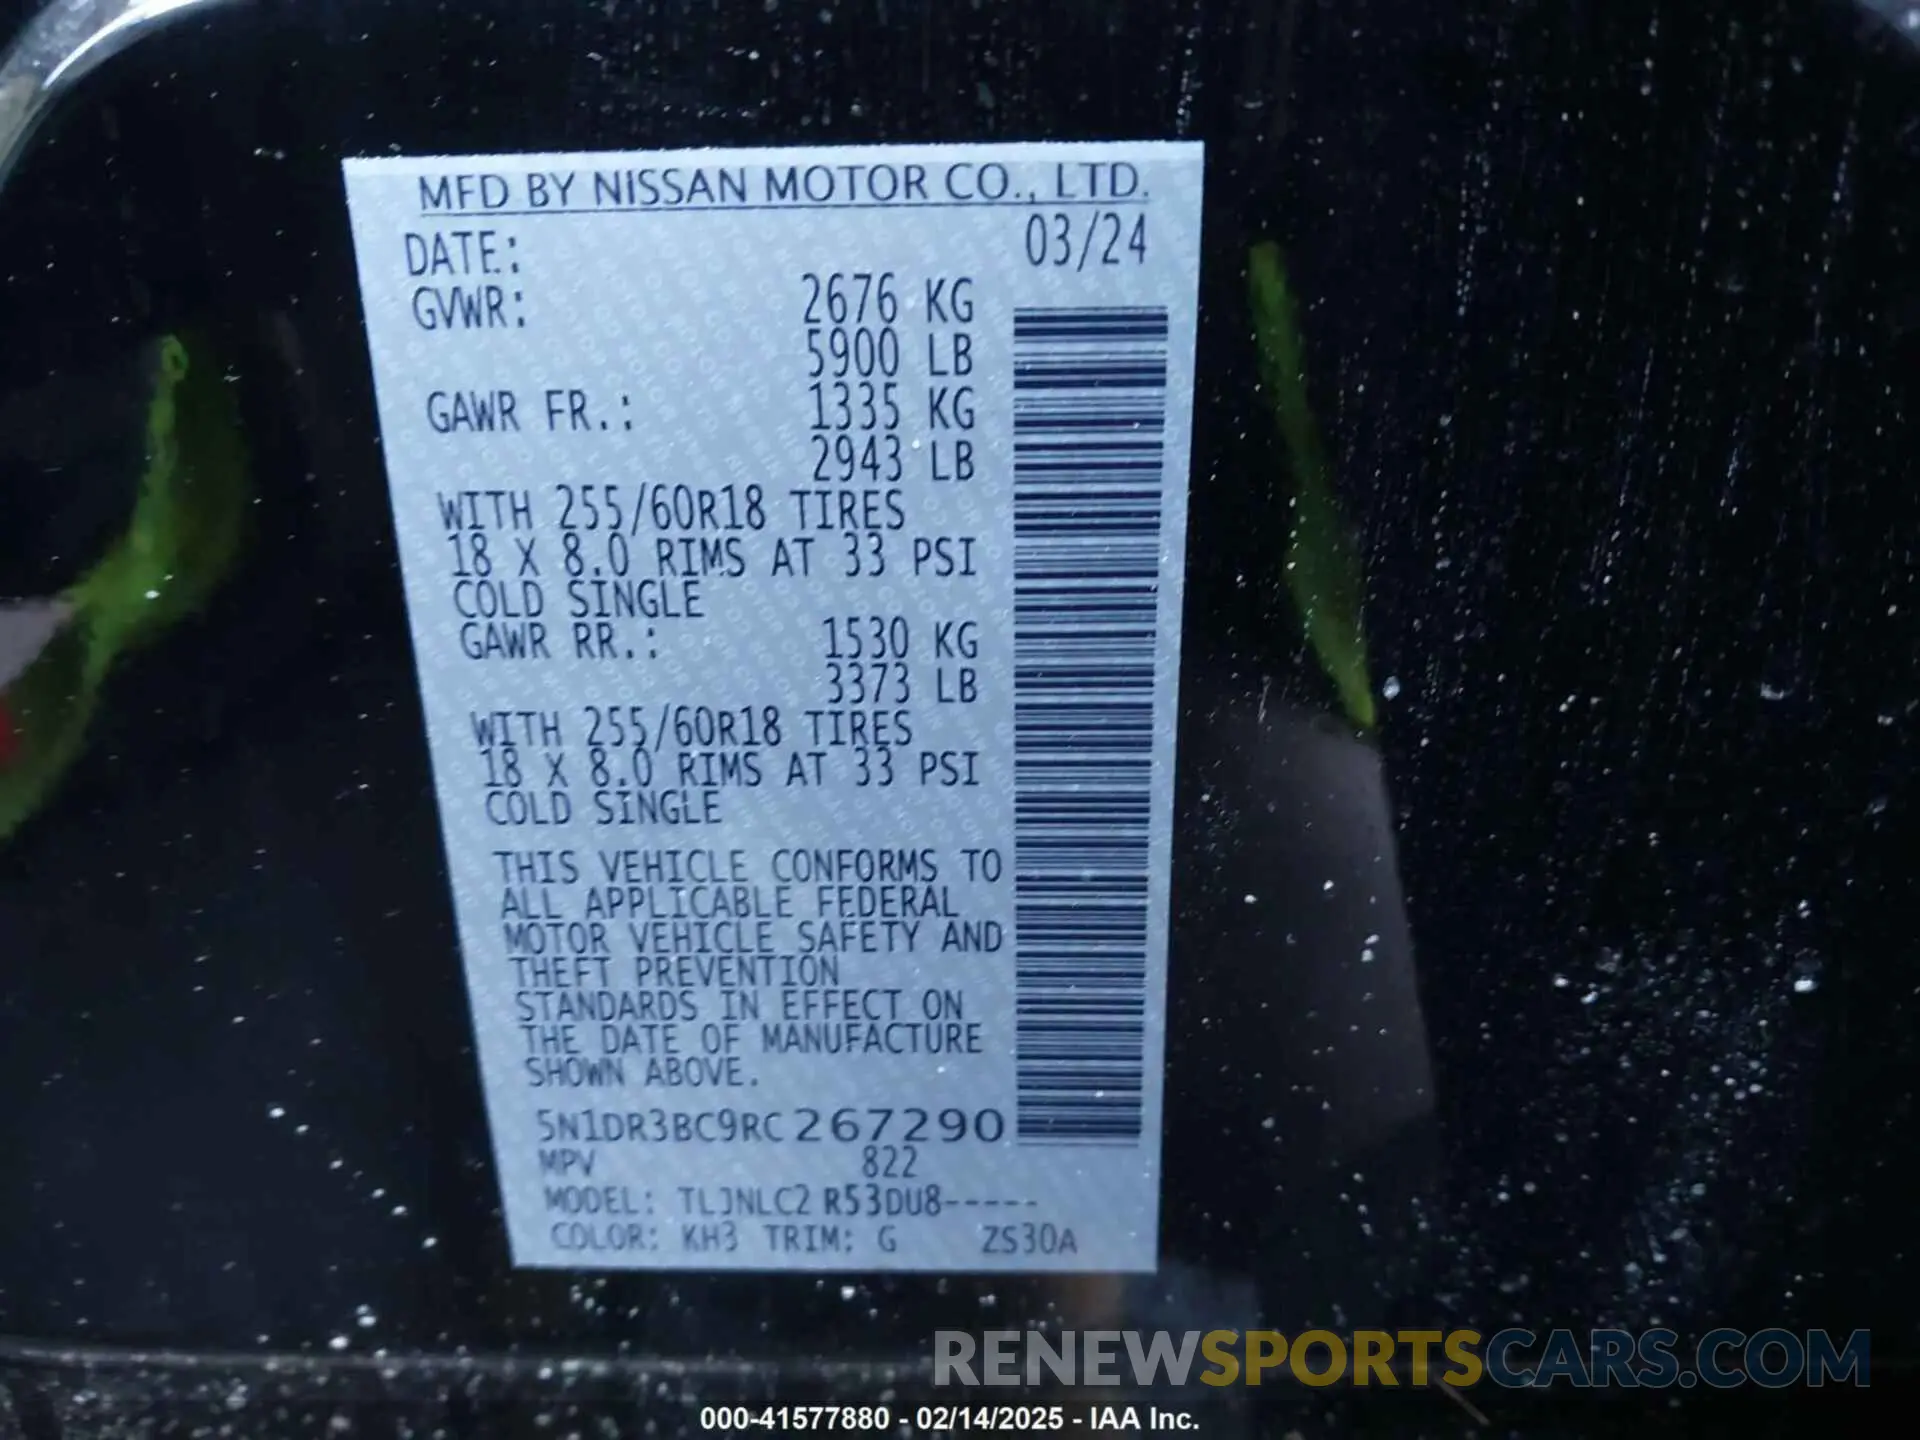 MFD BY NISSAN MOTOR CO., LTD.
DATE: 03/24
GVWR: 2676 KG
5900 LB
GAWR FR.: 1335 KG
2943 LB
WITH 255/60R18 TIRES
18 X 8.0 RIMS AT 33 PSI
COLD SINGLE
GAWR RR.: 1530 KG
3373 LB
WITH 255/60R18 TIRES
18 X 8.0 RIMS AT 33 PSI
COLD SINGLE
THIS VEHICLE CONFORMS TO
ALL APPLICABLE FEDERAL
MOTOR VEHICLE SAFETY AND
THEFT PREVENTION
STANDARDS IN EFFECT ON
THE DATE OF MANUFACTURE
SHOWN ABOVE.
5N1DR3BC9RC267290
MPV 822
MODEL: TLJNLC2 R53DU8-----
COLOR: KH3 TRIM: G ZS30A
RENEWSPORTSCARS.COM
000-41577880 - 02/14/2025 - IAA Inc.